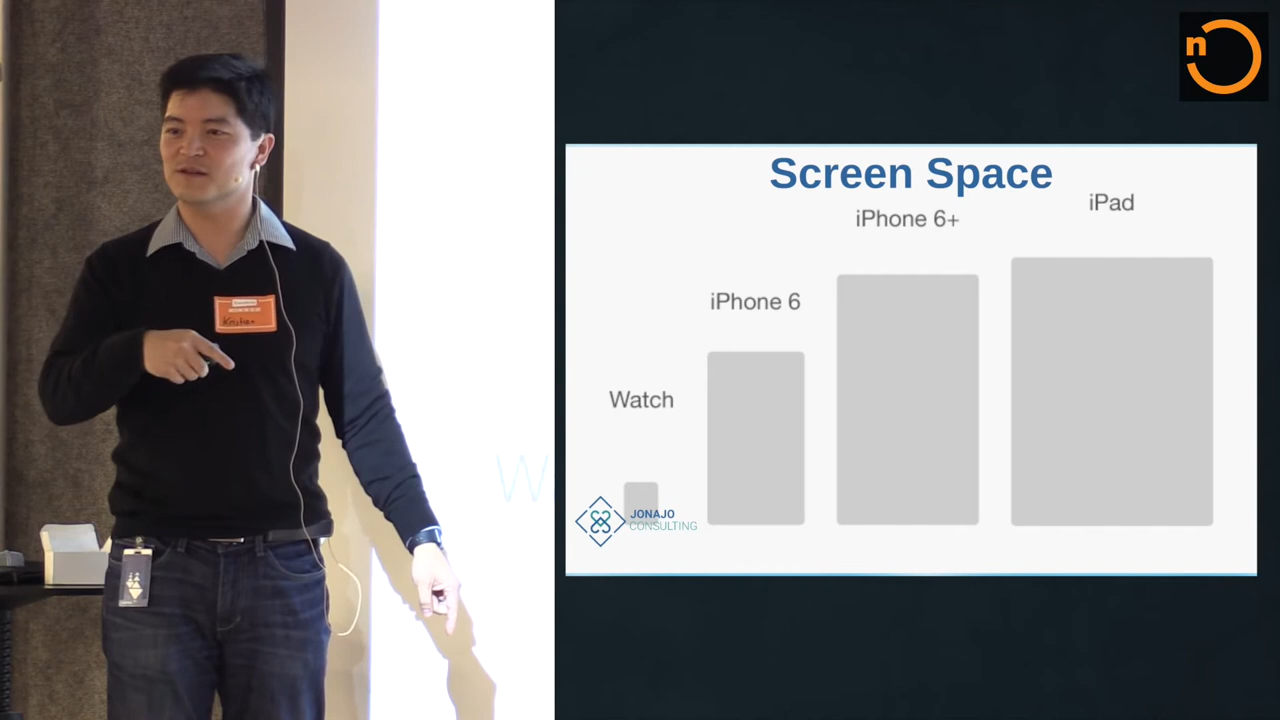 n
Screen Space
iPad
iPhone 6+
iPhone 6
Watch
JONAJO
CONSULTING
W